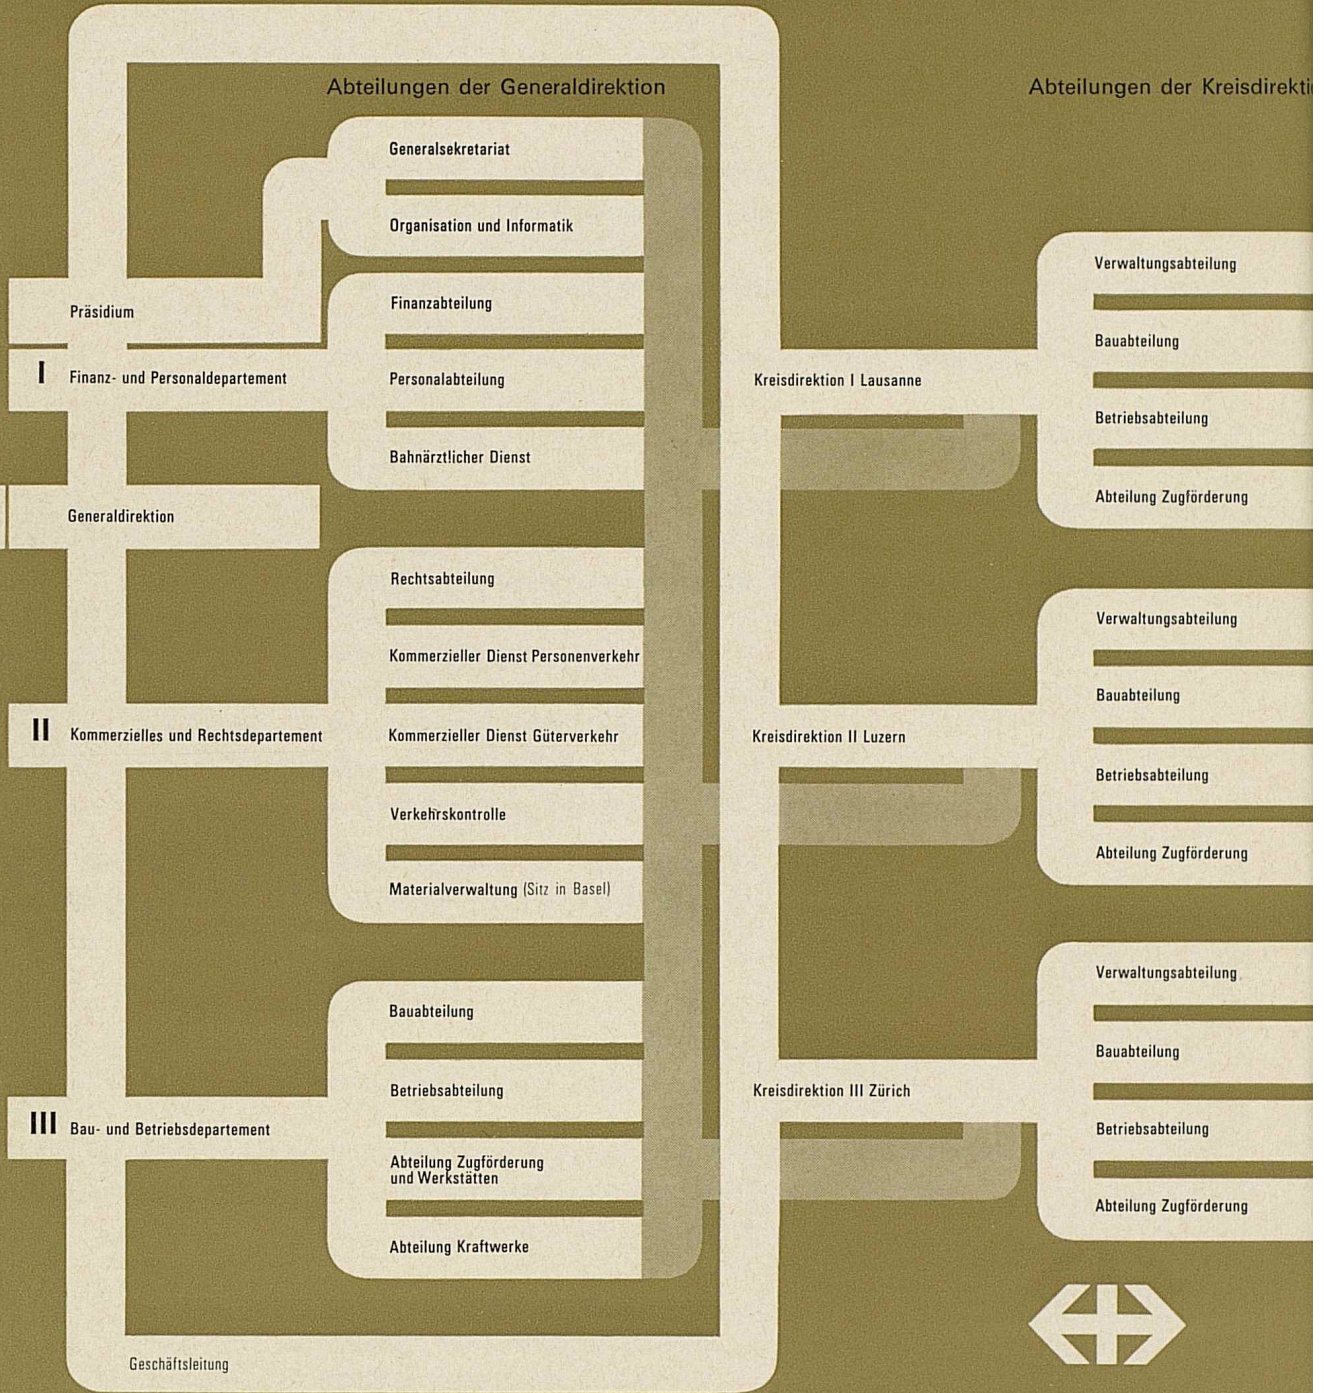 Abteilungen der Generaldirektion
Generalsekretariat
Organisation und Informatik
Präsidium
Finanzabteilung
I Finanz- und Personaldepartement
Personalabteilung
Bahnärztlicher Dienst
Generaldirektion
Rechtsabteilung
Kommerzieller Dienst Personenverkehr
II Kommerzielles und Rechtsdepartement
Kommerzieller Dienst Güterverkehr
Verkehrskontrolle
Materialverwaltung (Sitz in Basel)
Bauabteilung
Betriebsabteilung
III Bau- und Betriebsdepartement
Abteilung Zugförderung
und Werkstätten
Abteilung Kraftwerke
Geschäftsleitung
Abteilungen der Kreisdirekti
Kreisdirektion I Lausanne
Verwaltungsabteilung
Bauabteilung
Betriebsabteilung
Abteilung Zugförderung
Kreisdirektion II Luzern
Verwaltungsabteilung
Bauabteilung
Betriebsabteilung
Abteilung Zugförderung
Kreisdirektion III Zürich
Verwaltungsabteilung
Bauabteilung
Betriebsabteilung
Abteilung Zugförderung